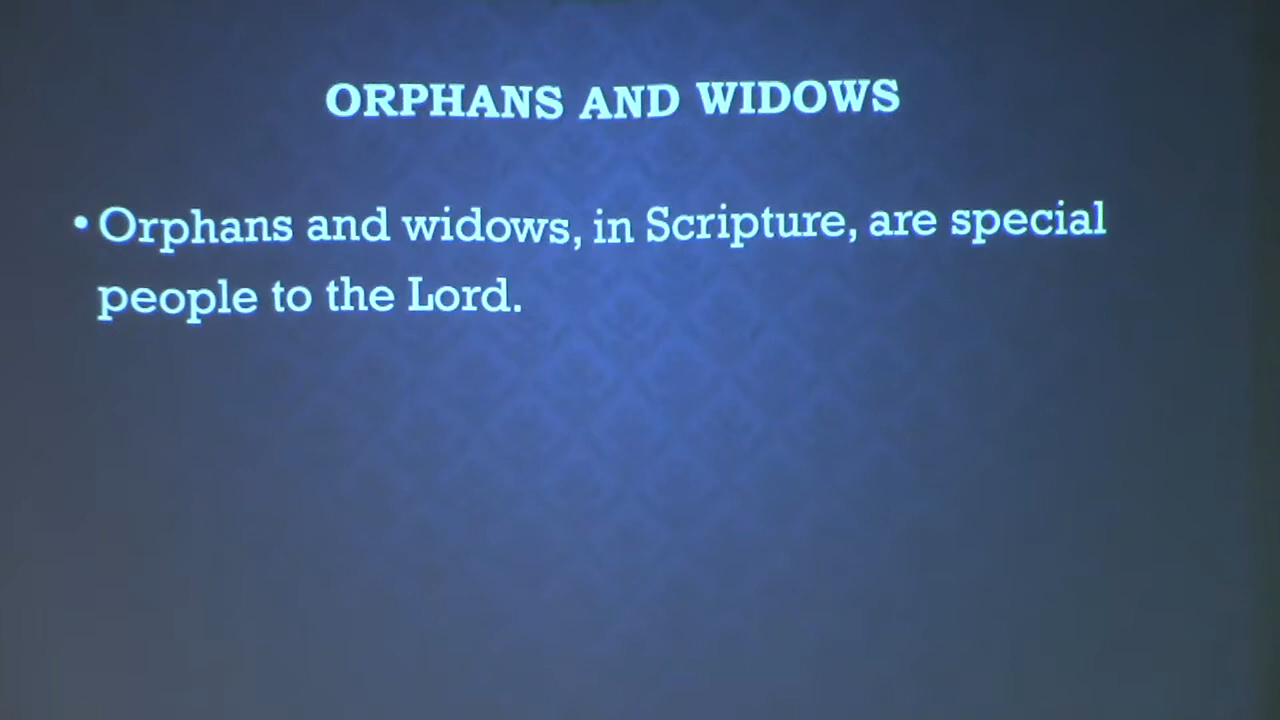 ORPHANS AND WIDOWS
• Orphans and widows, in Scripture, are special
people to the Lord.